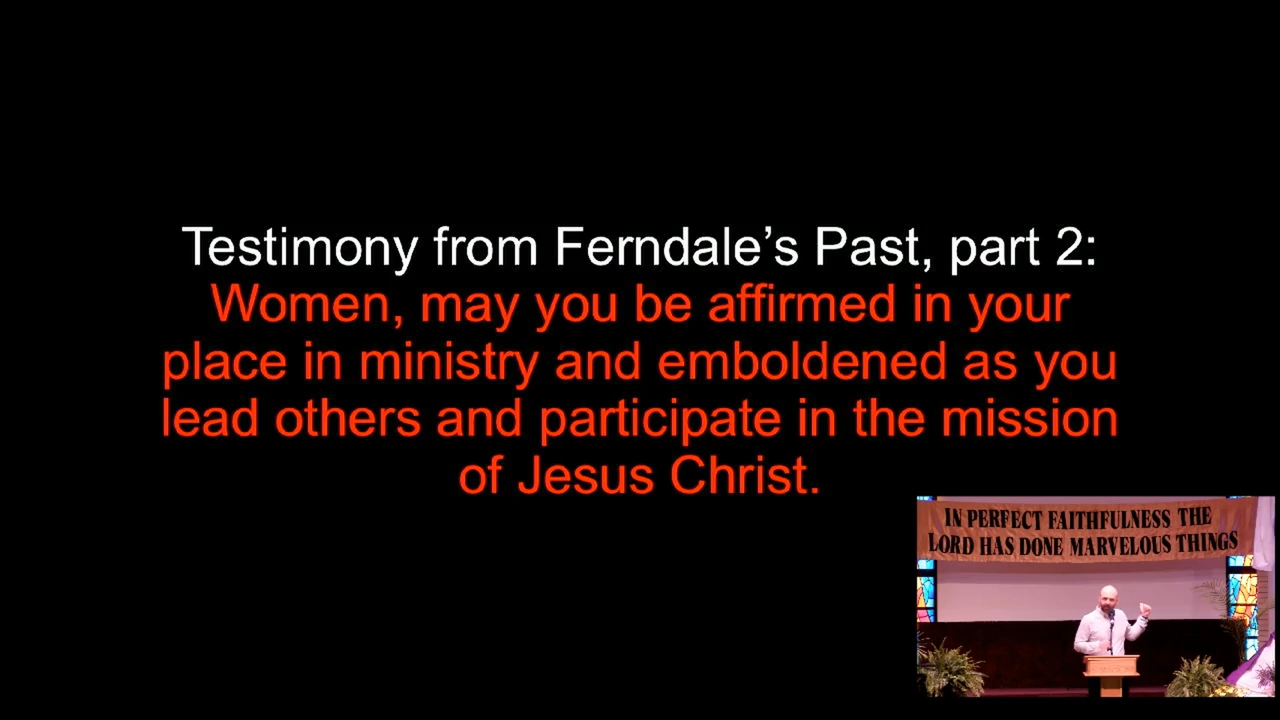 Testimony from Ferndale’s Past, part 2:
Women, may you be affirmed in your
place in ministry and emboldened as you
lead others and participate in the mission
of Jesus Christ.
IN PERFECT FAITHFULNESS THE
LORD HAS DONE MARVELOUS THINGS